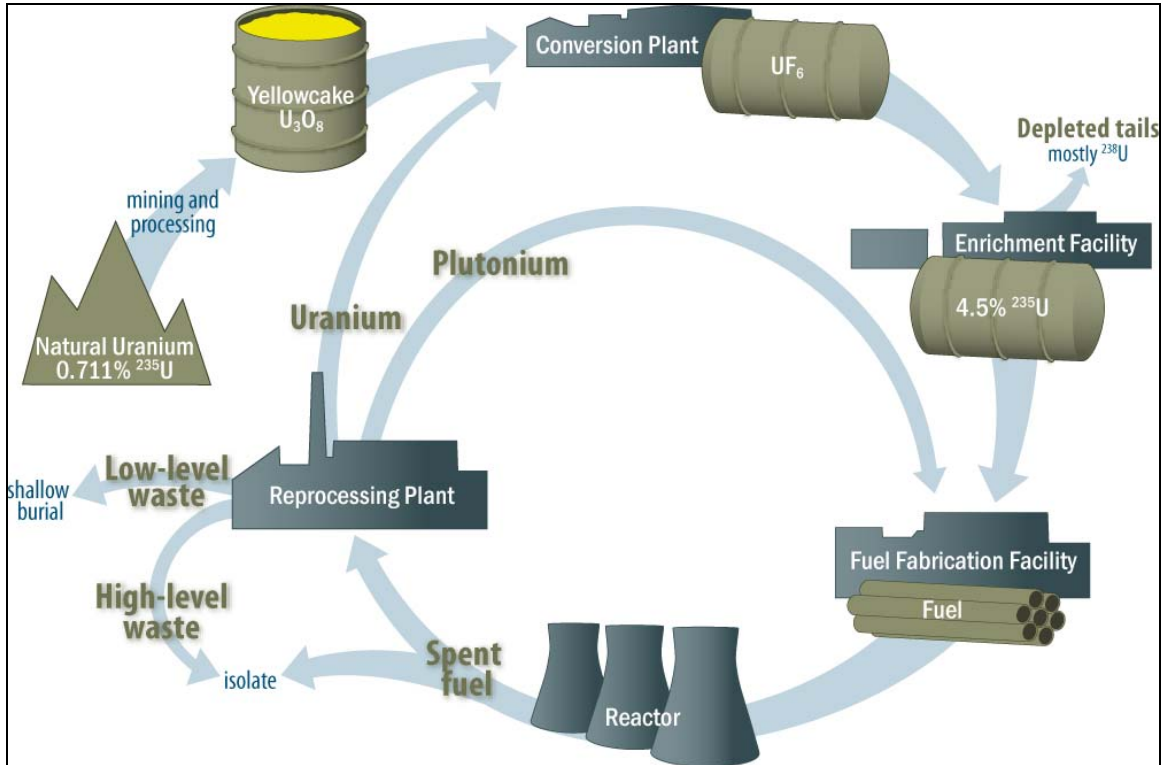 Conversion Plant
UF₆
Yellowcake
U₃O₈
Depleted tails
mostly ²³⁸U
mining and
processing
Enrichment Facility
4.5% ²³⁵U
Plutonium
Uranium
Natural Uranium
0.711% ²³⁵U
Low-level
waste
shallow
burial
Reprocessing Plant
Fuel Fabrication Facility
Fuel
High-level
waste
Spent
fuel
isolate
Reactor